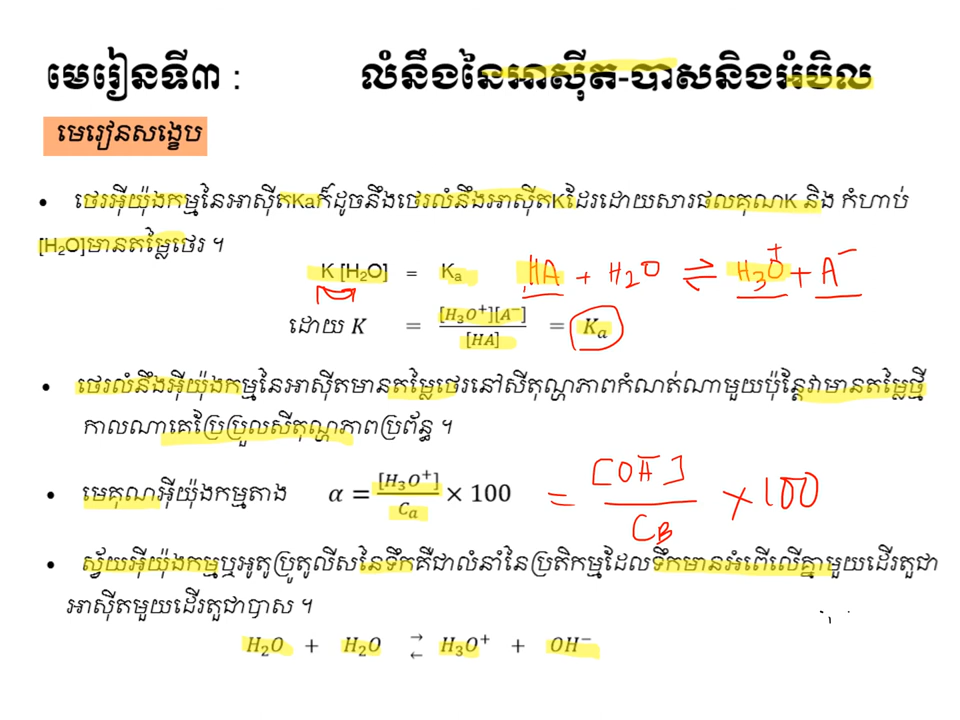 មេរៀនទី៣ : លំនឹងនៃអាស៊ីត-បាសនិងអំបិល
មេរៀនសង្ខេប
• ថេរអ៊ីយ៉ុងកម្មនៃអាស៊ីតKaក៏ដូចនឹងថេរលំនឹងអាស៊ីតKដែរដោយសារផលគុណK និង កំហាប់
[H₂O]មានតម្លៃថេរ ។
K [H₂O] = Kₐ HA + H₂O ⇌ H₃O⁺ + A⁻
ដោយ K = [H₃O⁺][A⁻] / [HA] = Kₐ
• ថេរលំនឹងអ៊ីយ៉ុងកម្មនៃអាស៊ីតមានតម្លៃថេរនៅសីតុណ្ហភាពកំណត់ណាមួយប៉ុន្តែវាមានតម្លៃថ្មី
កាលណាគេប្រែប្រួលសីតុណ្ហភាពប្រព័ន្ធ ។
• មេគុណអ៊ីយ៉ុងកម្មតាង α = [H₃O⁺] / Cₐ × 100 = [OH⁻] / C_B × 100
• ស្វ័យអ៊ីយ៉ុងកម្មឬអូតូប្រូតូលីសនៃទឹកគឺជាលំនាំនៃប្រតិកម្មដែលទឹកមានអំពើលើគ្នាមួយដើរតួជា
អាស៊ីតមួយដើរតួជាបាស ។
H₂O + H₂O ⇄ H₃O⁺ + OH⁻